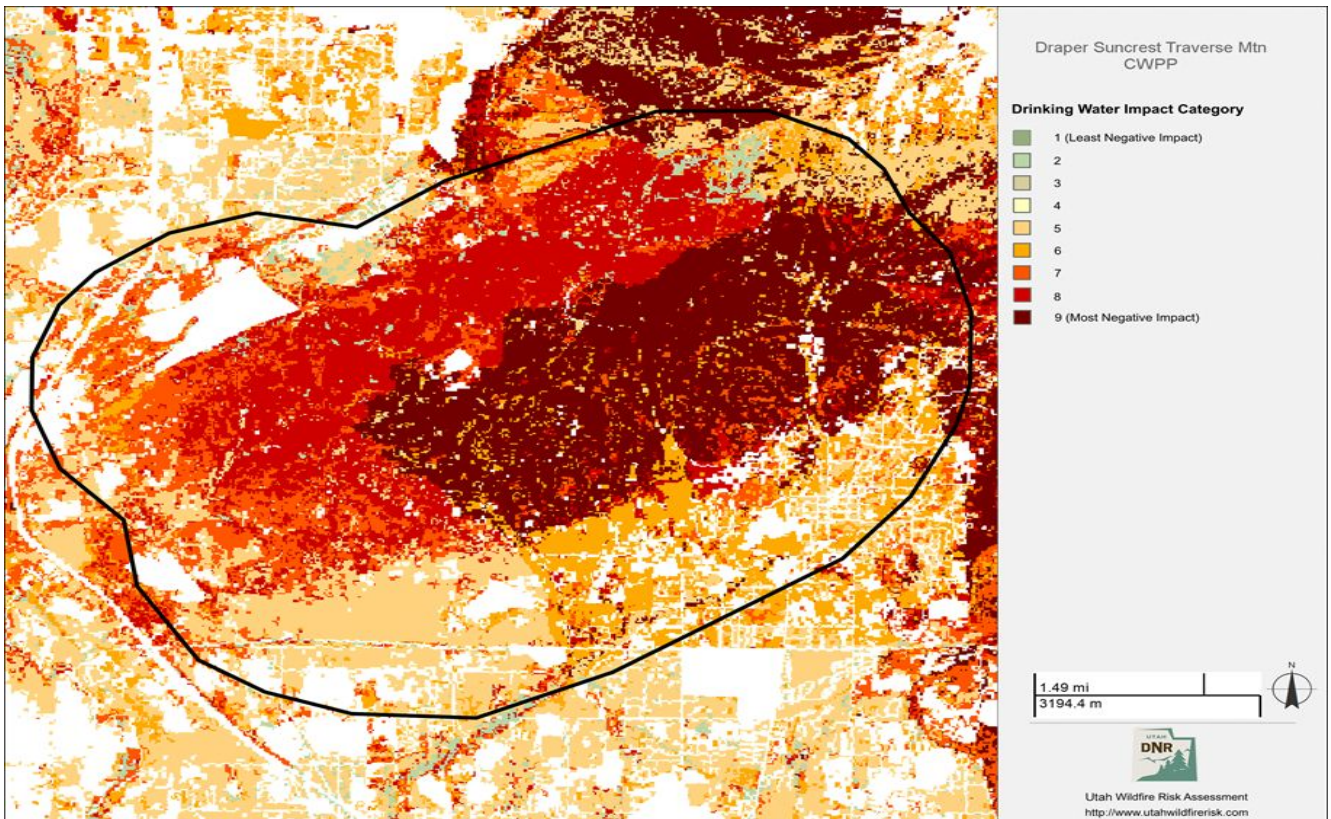 Draper Suncrest Traverse Mtn
CWPP
Drinking Water Impact Category
1 (Least Negative Impact)
2
3
4
5
6
7
8
9 (Most Negative Impact)
N
1.49 mi
3194.4 m
UTAH
DNR
Utah Wildfire Risk Assessment
http://www.utahwildfirerisk.com